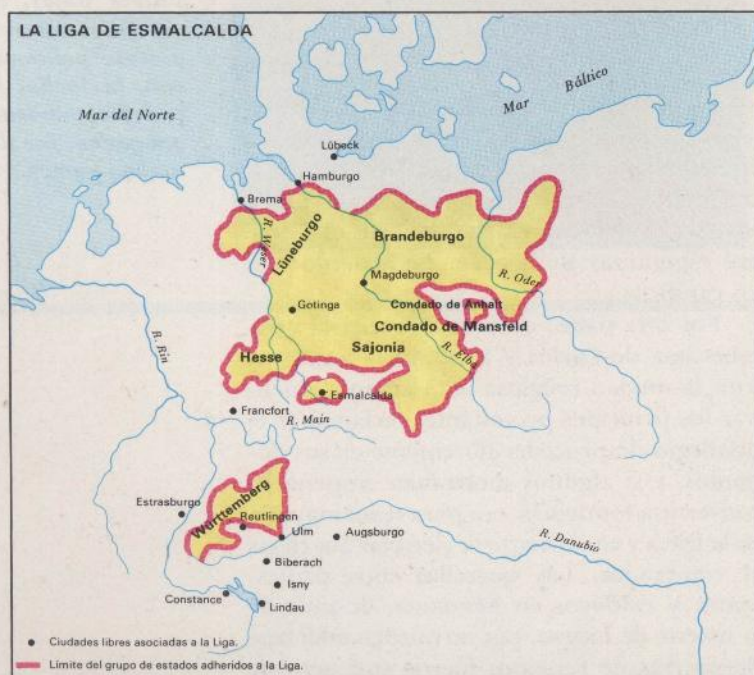 LA LIGA DE ESMALCALDA
Mar del Norte
Mar Báltico
Lübeck
Hamburgo
Brema
R. Weser
Lüneburgo
Brandeburgo
Magdeburgo
R. Oder
Condado de Anhalt
Gotinga
Condado de Mansfeld
Sajonia
R. Elba
R. Rin
Hesse
Esmalcalda
Francfort
R. Main
Estrasburgo
Württemberg
Reutlingen
Ulm
Augsburgo
R. Danubio
Biberach
Isny
Constance
Lindau
Ciudades libres asociadas a la Liga.
Límite del grupo de estados adheridos a la Liga.